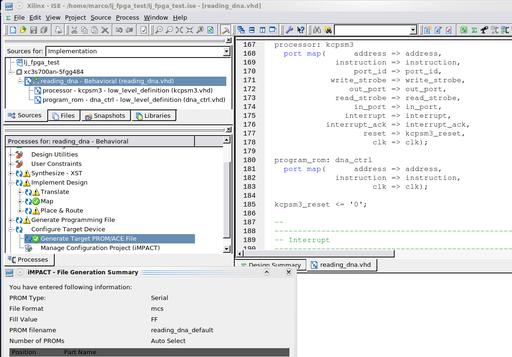 Xilinx - ISE - /home/marco/lj_fpga_test/lj_fpga_test.ise - [reading_dna.vhd]
File Edit View Project Source Process Window Help
Sources for: Implementation
lj_fpga_test
xc3s700an-5fgg484
reading_dna - Behavioral (reading_dna.vhd)
processor - kcpsm3 - low_level_definition (kcpsm3.vhd)
program_rom - dna_ctrl - low_level_definition (dna_ctrl.vhd)
Sources Files Snapshots Libraries
Processes for: reading_dna - Behavioral
Design Utilities
User Constraints
Synthesize - XST
Implement Design
Translate
Map
Place & Route
Generate Programming File
Configure Target Device
Generate Target PROM/ACE File
Manage Configuration Project (iMPACT)
Processes
167 processor: kcpsm3
168 port map( address => address,
169 instruction => instruction,
170 port_id => port_id,
171 write_strobe => write_strobe,
172 out_port => out_port,
173 read_strobe => read_strobe,
174 in_port => in_port,
175 interrupt => interrupt,
176 interrupt_ack => interrupt_ack,
177 reset => kcpsm3_reset,
178 clk => clk);
179
180 program_rom: dna_ctrl
181 port map( address => address,
182 instruction => instruction,
183 clk => clk);
184
185 kcpsm3_reset <= '0';
186
187 --
188
189 -- Interrupt
190
Design Summary reading_dna.vhd
iMPACT - File Generation Summary
You have entered following information:
PROM Type: Serial
File Format mcs
Fill Value FF
PROM filename reading_dna_default
Number of PROMs Auto Select
Position Part Name